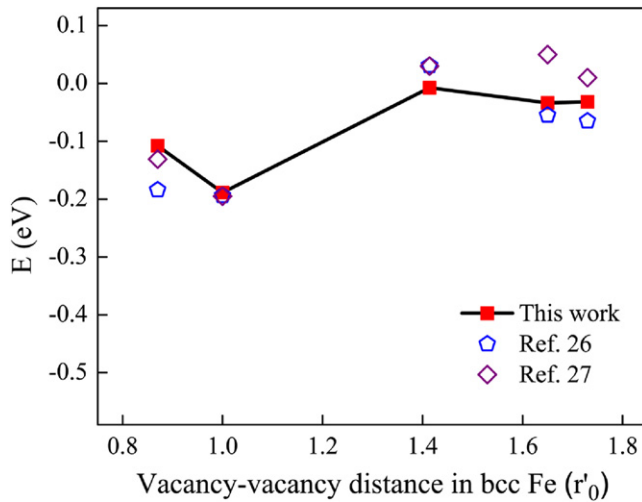 0.1
0.0
-0.1
-0.2
-0.3
-0.4
-0.5
E (eV)
This work
Ref. 26
Ref. 27
0.8 1.0 1.2 1.4 1.6 1.8
Vacancy-vacancy distance in bcc Fe (r'₀)